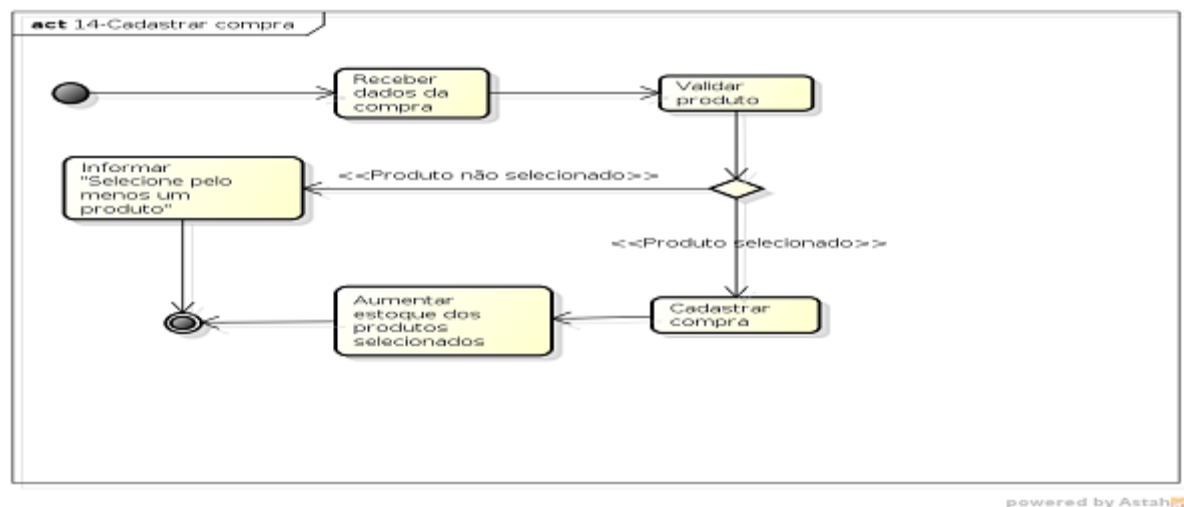 act 14-Cadastrar compra
Receber
dados da
compra
Validar
produto
Informar
"Selecione pelo
menos um
produto"
<<Produto não selecionado>>
<<Produto selecionado>>
Aumentar
estoque dos
produtos
selecionados
Cadastrar
compra
powered by Astah